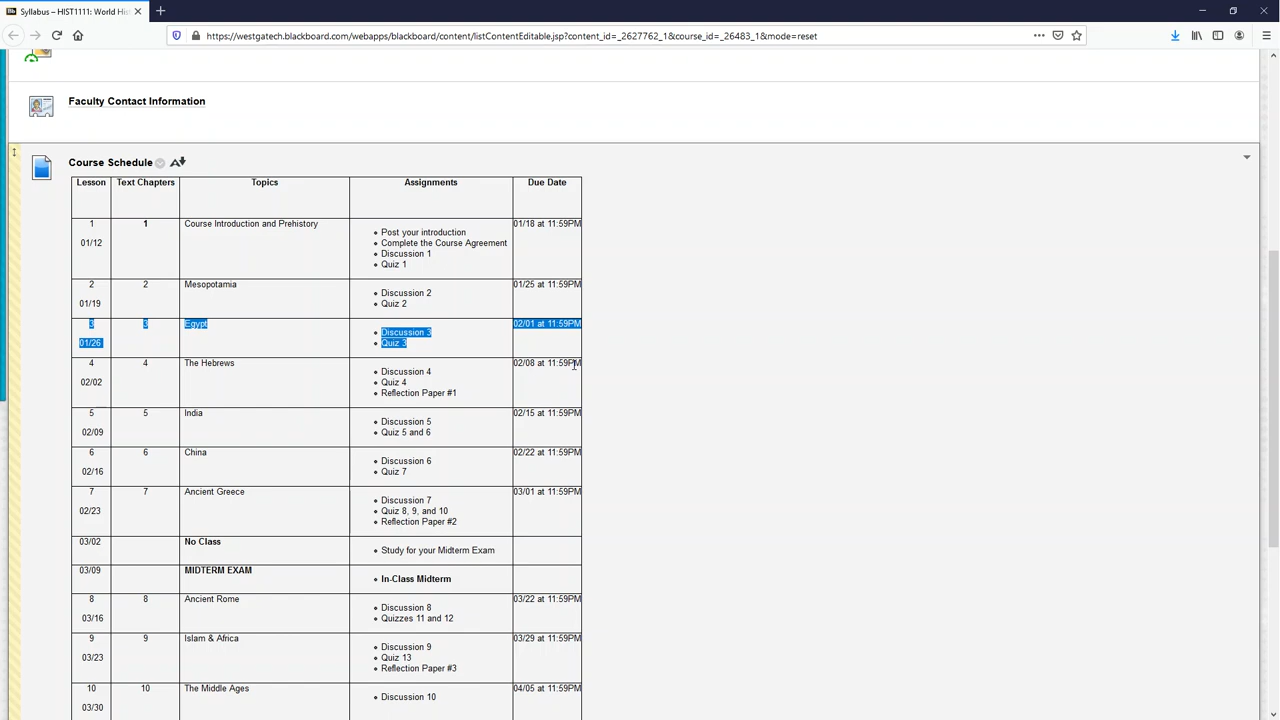 Syllabus – HIST1111: World His
https://westgatech.blackboard.com/webapps/blackboard/content/listContentEditable.jsp?content_id=_2627762_1&course_id=_26483_1&mode=reset
Faculty Contact Information
Course Schedule
Lesson Text Chapters Topics Assignments Due Date
1 1 Course Introduction and Prehistory 01/18 at 11:59PM
Post your introduction
01/12 Complete the Course Agreement
Discussion 1
Quiz 1
2 2 Mesopotamia 01/25 at 11:59PM
Discussion 2
01/19 Quiz 2
3 3 Egypt 02/01 at 11:59PM
Discussion 3
01/26 Quiz 3
4 4 The Hebrews 02/08 at 11:59PM
Discussion 4
02/02 Quiz 4
Reflection Paper #1
5 5 India 02/15 at 11:59PM
Discussion 5
02/09 Quiz 5 and 6
6 6 China 02/22 at 11:59PM
Discussion 6
02/16 Quiz 7
7 7 Ancient Greece 03/01 at 11:59PM
Discussion 7
02/23 Quiz 8, 9, and 10
Reflection Paper #2
03/02 No Class
Study for your Midterm Exam
03/09 MIDTERM EXAM
In-Class Midterm
8 8 Ancient Rome 03/22 at 11:59PM
Discussion 8
03/16 Quizzes 11 and 12
9 9 Islam & Africa 03/29 at 11:59PM
Discussion 9
03/23 Quiz 13
Reflection Paper #3
10 10 The Middle Ages 04/05 at 11:59PM
Discussion 10
03/30